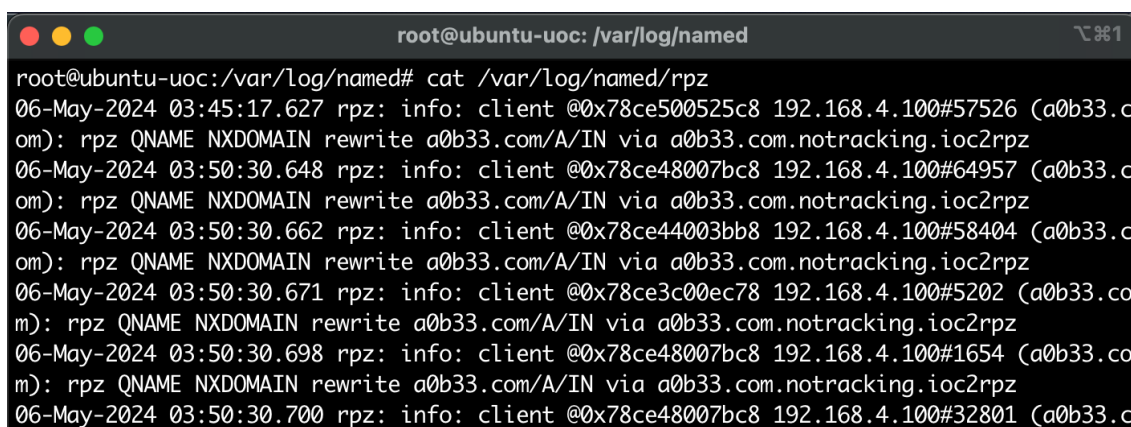 root@ubuntu-uoc: /var/log/named
⌥⌘1
root@ubuntu-uoc:/var/log/named# cat /var/log/named/rpz
06-May-2024 03:45:17.627 rpz: info: client @0x78ce500525c8 192.168.4.100#57526 (a0b33.c
om): rpz QNAME NXDOMAIN rewrite a0b33.com/A/IN via a0b33.com.notracking.ioc2rpz
06-May-2024 03:50:30.648 rpz: info: client @0x78ce48007bc8 192.168.4.100#64957 (a0b33.c
om): rpz QNAME NXDOMAIN rewrite a0b33.com/A/IN via a0b33.com.notracking.ioc2rpz
06-May-2024 03:50:30.662 rpz: info: client @0x78ce44003bb8 192.168.4.100#58404 (a0b33.c
om): rpz QNAME NXDOMAIN rewrite a0b33.com/A/IN via a0b33.com.notracking.ioc2rpz
06-May-2024 03:50:30.671 rpz: info: client @0x78ce3c00ec78 192.168.4.100#5202 (a0b33.co
m): rpz QNAME NXDOMAIN rewrite a0b33.com/A/IN via a0b33.com.notracking.ioc2rpz
06-May-2024 03:50:30.698 rpz: info: client @0x78ce48007bc8 192.168.4.100#1654 (a0b33.co
m): rpz QNAME NXDOMAIN rewrite a0b33.com/A/IN via a0b33.com.notracking.ioc2rpz
06-May-2024 03:50:30.700 rpz: info: client @0x78ce48007bc8 192.168.4.100#32801 (a0b33.c